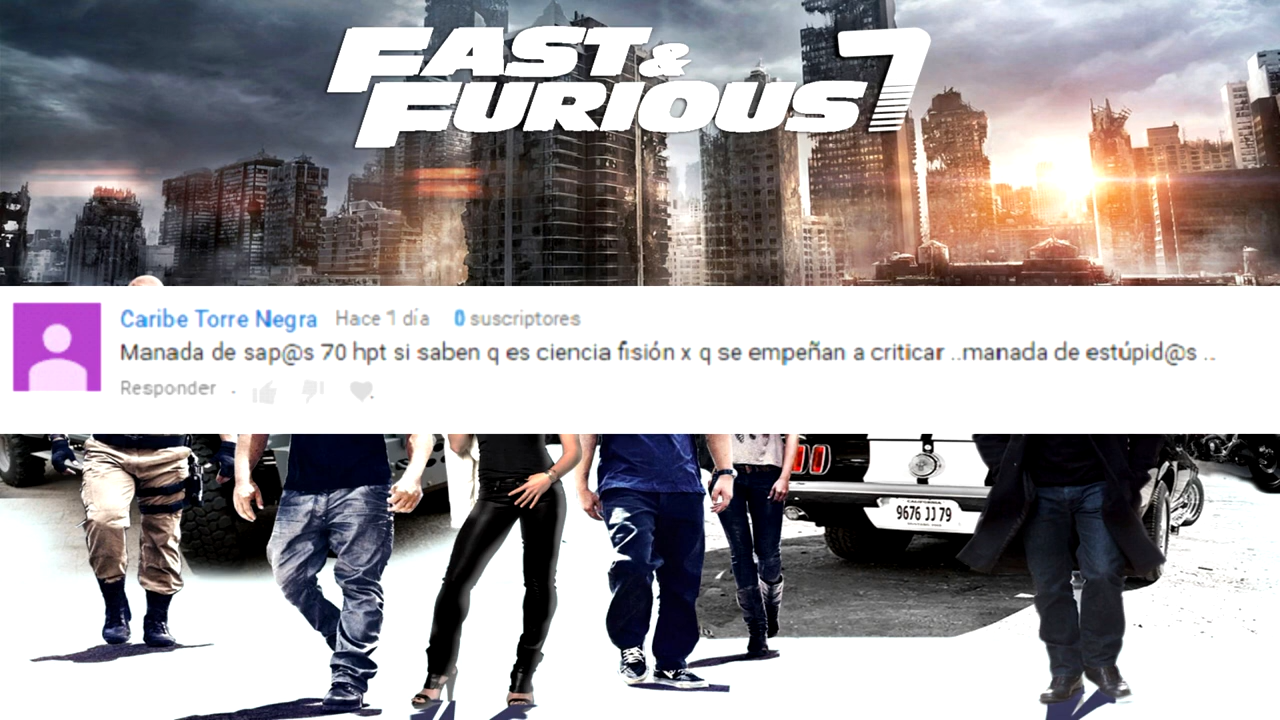 FAST &
FURIOUS 7
Caribe Torre Negra Hace 1 día 0 suscriptores
Manada de sap@s 70 hpt si saben q es ciencia fisión x q se empeñan a criticar ..manada de estúpid@s ..
Responder
CALIFORNIA
9676 JJ 79